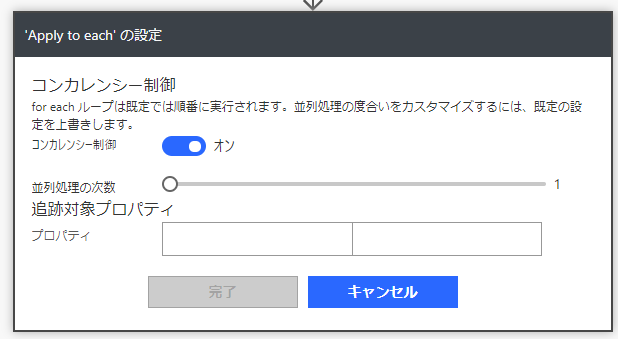 'Apply to each' の設定
コンカレンシー制御
for each ループは既定では順番に実行されます。並列処理の度合いをカスタマイズするには、既定の設
定を上書きします。
コンカレンシー制御 オン
並列処理の次数 1
追跡対象プロパティ
プロパティ
完了 キャンセル